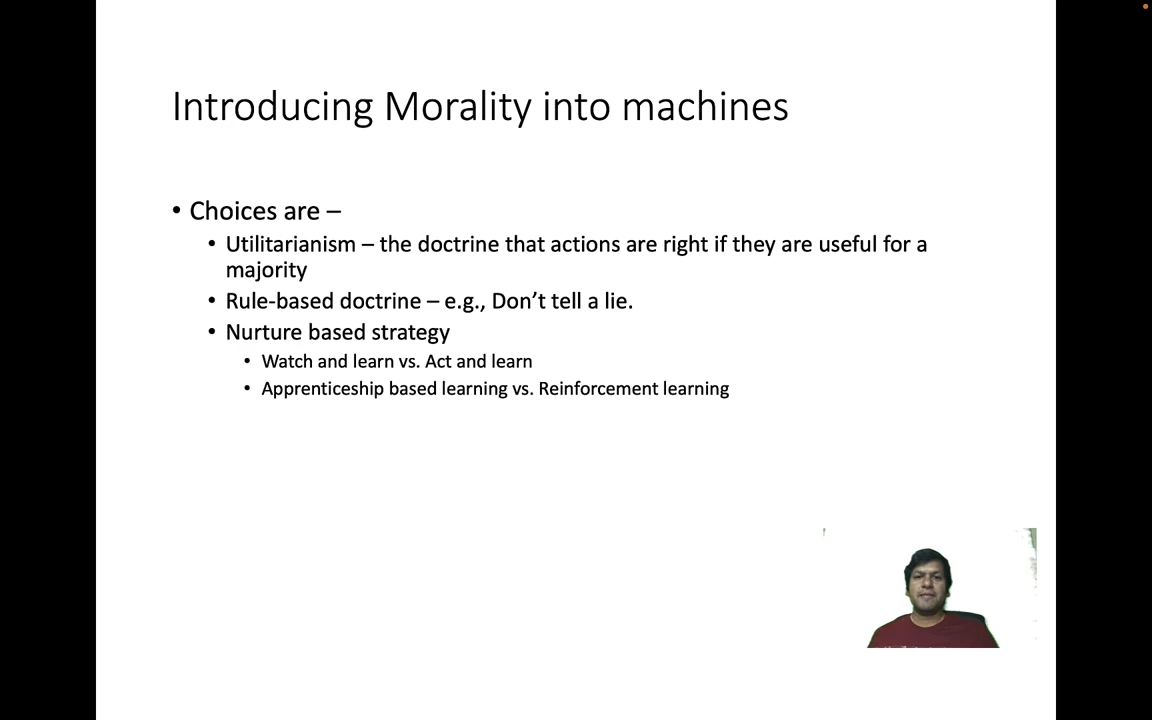 Introducing Morality into machines
• Choices are –
• Utilitarianism – the doctrine that actions are right if they are useful for a
majority
• Rule-based doctrine – e.g., Don’t tell a lie.
• Nurture based strategy
• Watch and learn vs. Act and learn
• Apprenticeship based learning vs. Reinforcement learning